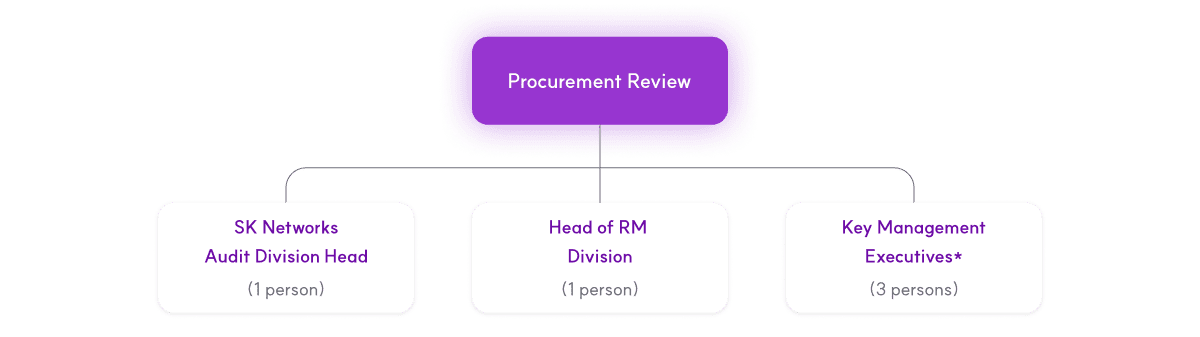 Procurement Review
SK Networks
Audit Division Head
(1 person)
Head of RM
Division
(1 person)
Key Management
Executives*
(3 persons)